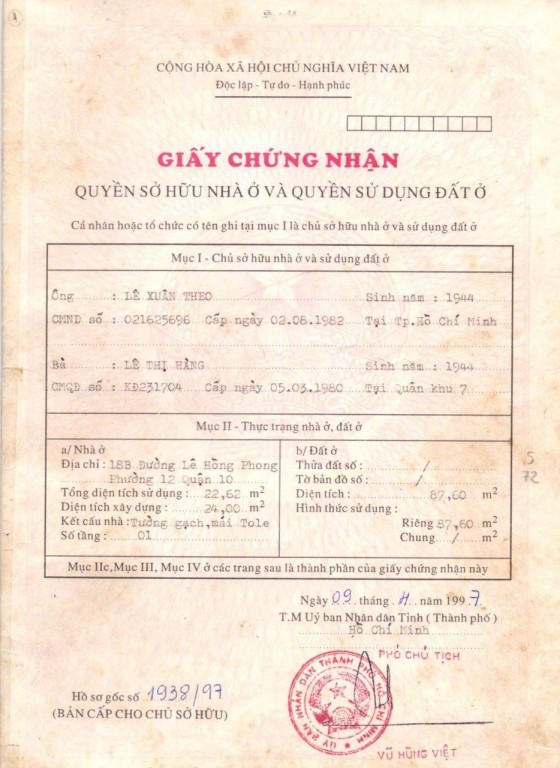 CỘNG HÒA XÃ HỘI CHỦ NGHĨA VIỆT NAM
Độc lập - Tự do - Hạnh phúc
GIẤY CHỨNG NHẬN
QUYỀN SỞ HỮU NHÀ Ở VÀ QUYỀN SỬ DỤNG ĐẤT Ở
Cá nhân hoặc tổ chức có tên ghi tại mục I là chủ sở hữu nhà ở và sử dụng đất ở
Mục I - Chủ sở hữu nhà ở và sử dụng đất ở
Ông : LÊ XUÂN THEO Sinh năm : 1944
CMND số : 021625696 Cấp ngày 02.08.1982 Tại Tp.Hồ Chí Minh
Bà : LÊ THỊ HÀNG Sinh năm : 1944
CMQĐ số : KĐ231704 Cấp ngày 05.03.1980 Tại Quân khu 7
Mục II - Thực trạng nhà ở, đất ở
a/ Nhà ở
Địa chỉ : 18B Đường Lê Hồng Phong
Phường 12 Quận 10
Tổng diện tích sử dụng : 22,62 m²
Diện tích xây dựng : 24,00 m²
Kết cấu nhà : Tường gạch,mái Tole
Số tầng : 01
b/ Đất ở
Thửa đất số : /
Tờ bản đồ số : /
Diện tích : 87,60 m²
Hình thức sử dụng :
Riêng 87,60 m²
Chung / m²
5
72
Mục IIc,Mục III, Mục IV ở các trang sau là thành phần của giấy chứng nhận này
Ngày 09 tháng 4 năm 1997
T.M Uỷ ban Nhân dân Tỉnh ( Thành phố )
Hồ Chí Minh
PHÓ CHỦ TỊCH
ỦY BAN NHÂN DÂN THÀNH PHỐ HỒ CHÍ MINH
Hồ sơ gốc số 1938/97
(BẢN CẤP CHO CHỦ SỞ HỮU)
VŨ HÙNG VIỆT